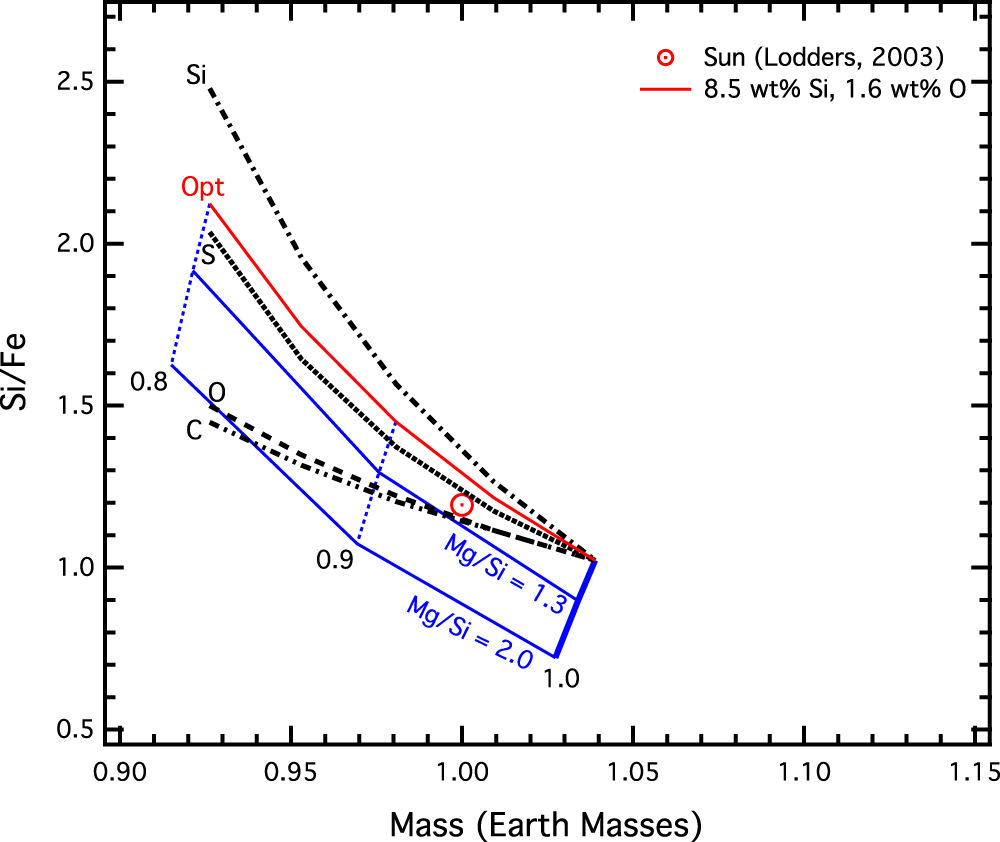 Sun (Lodders, 2003)
8.5 wt% Si, 1.6 wt% O
Si
2.5
Opt
2.0
S
Si/Fe
0.8
O
1.5
C
0.9
1.0
Mg/Si = 1.3
Mg/Si = 2.0
1.0
0.5
0.90
0.95
1.00
1.05
1.10
1.15
Mass (Earth Masses)